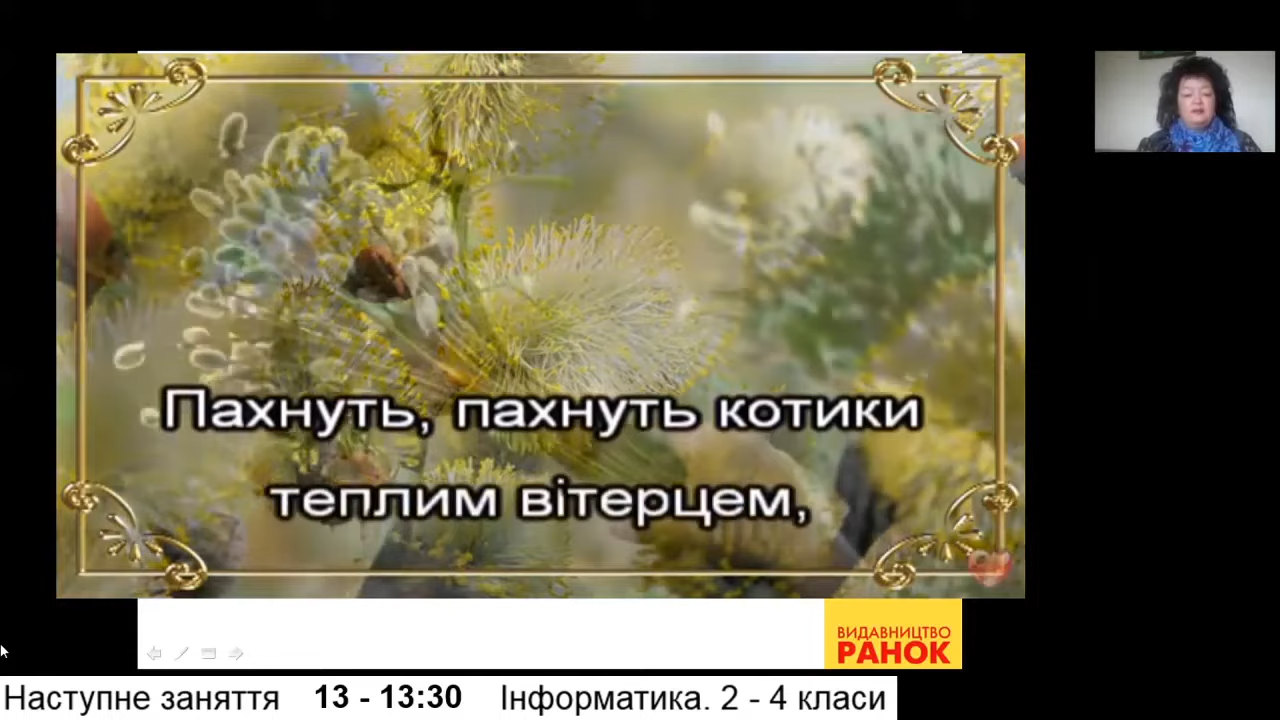 Пахнуть, пахнуть котики
теплим вітерцем,
ВИДАВНИЦТВО
РАНОК
Наступне заняття 13 - 13:30 Інформатика. 2 - 4 класи